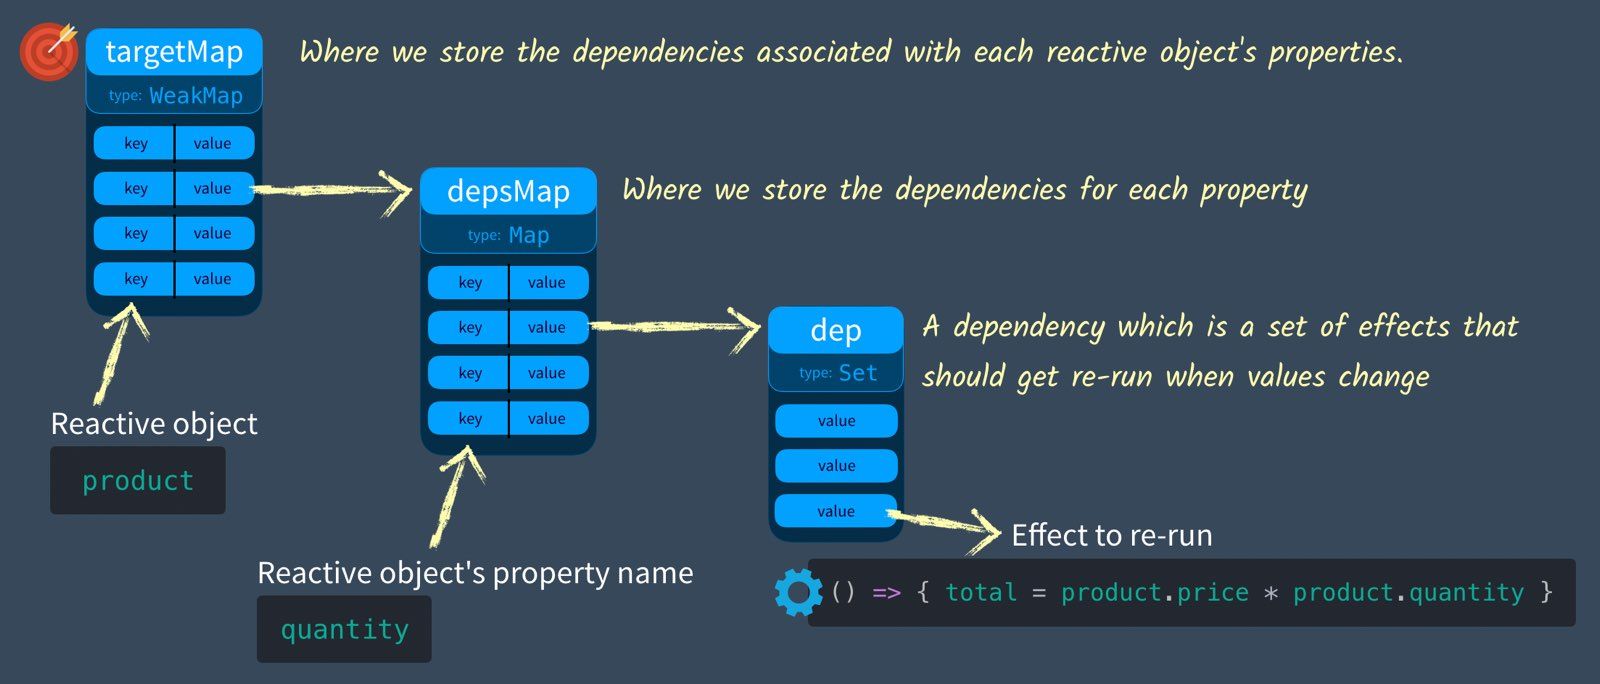 targetMap
Where we store the dependencies associated with each reactive object's properties.
type: WeakMap
key value
key value
key value
key value
depsMap
Where we store the dependencies for each property
type: Map
key value
key value
key value
key value
dep
A dependency which is a set of effects that
should get re-run when values change
type: Set
value
value
value
Reactive object
product
Reactive object's property name
quantity
Effect to re-run
() => { total = product.price * product.quantity }